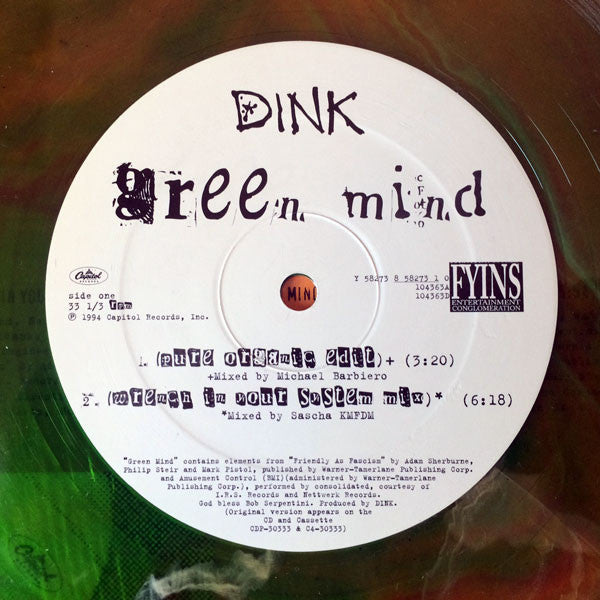 DINK
green mind
Capitol
RECORDS
side one
33 1/3 rpm
℗ 1994 Capitol Records, Inc.
MIN
Y 58273 8 58273 1 0
104363A
104363D
FYINS
ENTERTAINMENT
CONGLOMERATION
1. (pure organic edit)+ (3:20)
+Mixed by Michael Barbiero
2. (wrench in your system mix)* (6:18)
*Mixed by Sascha KMFDM
"Green Mind" contains elements from "Friendly As Fascism" by Adam Sherburne,
Philip Steir and Mark Pistol, published by Warner-Tamerlane Publishing Corp.
and Amusement Control (BMI)(administered by Warner-Tamerlane
Publishing Corp.), performed by consolidated, courtesy of
I.R.S. Records and Nettwerk Records.
God bless Bob Serpentini. Produced by DINK.
(Original version appears on the
CD and Cassette
CDP-30333 & C4-30333)
Capitol